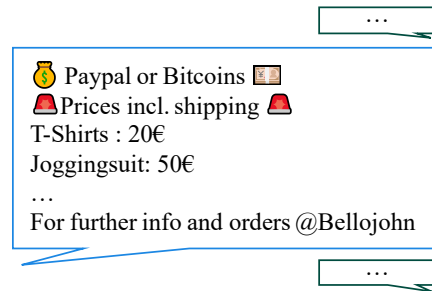 …
💰 Paypal or Bitcoins 💴
🚨Prices incl. shipping 🚨
T-Shirts : 20€
Joggingsuit: 50€
…
For further info and orders @Bellojohn
…